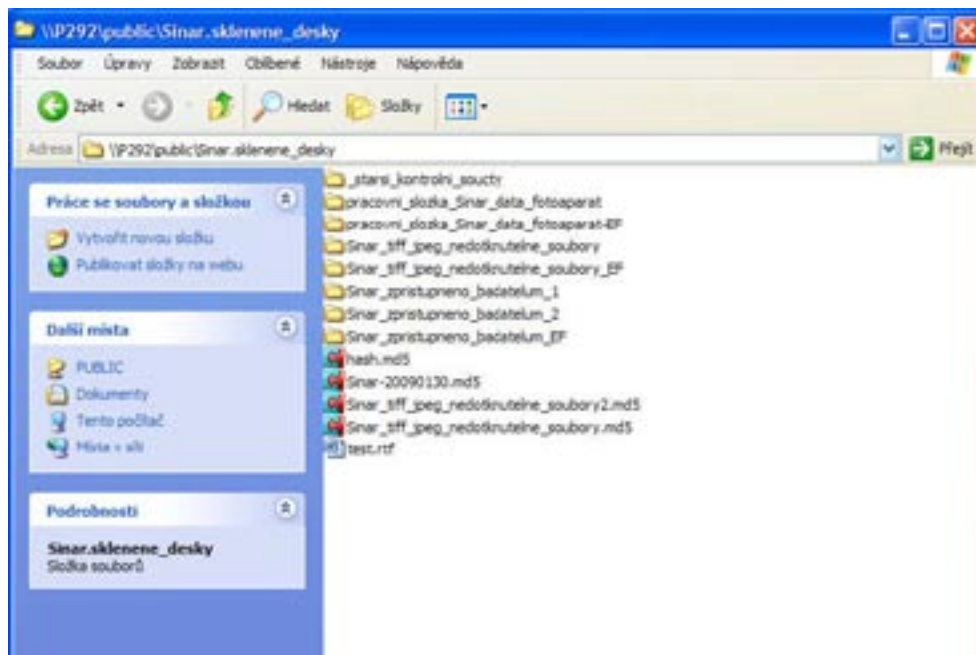 \\P292\public\Sinar.sklenene_desky
Soubor Úpravy Zobrazit Oblíbené Nástroje Nápověda
Zpět Hledat Složky
Adresa \\P292\public\Sinar.sklenene_desky Přejít
Práce se soubory a složkou
Vytvořit novou složku
Publikovat složky na webu
Další místa
PUBLIC
Dokumenty
Tento počítač
Místa v síti
Podrobnosti
Sinar.sklenene_desky
Složka souborů
_starsi_kontrolni_soucty
pracovni_slozka_Sinar_data_fotoaparat
pracovni_slozka_Sinar_data_fotoaparat-EF
Sinar_tiff_jpeg_nedotknutelne_soubory
Sinar_tiff_jpeg_nedotknutelne_soubory_EF
Sinar_zpristupneno_badatelum_1
Sinar_zpristupneno_badatelum_2
Sinar_zpristupneno_badatelum_EF
hash.md5
Sinar-20090130.md5
Sinar_tiff_jpeg_nedotknutelne_soubory2.md5
Sinar_tiff_jpeg_nedotknutelne_soubory.md5
test.rtf